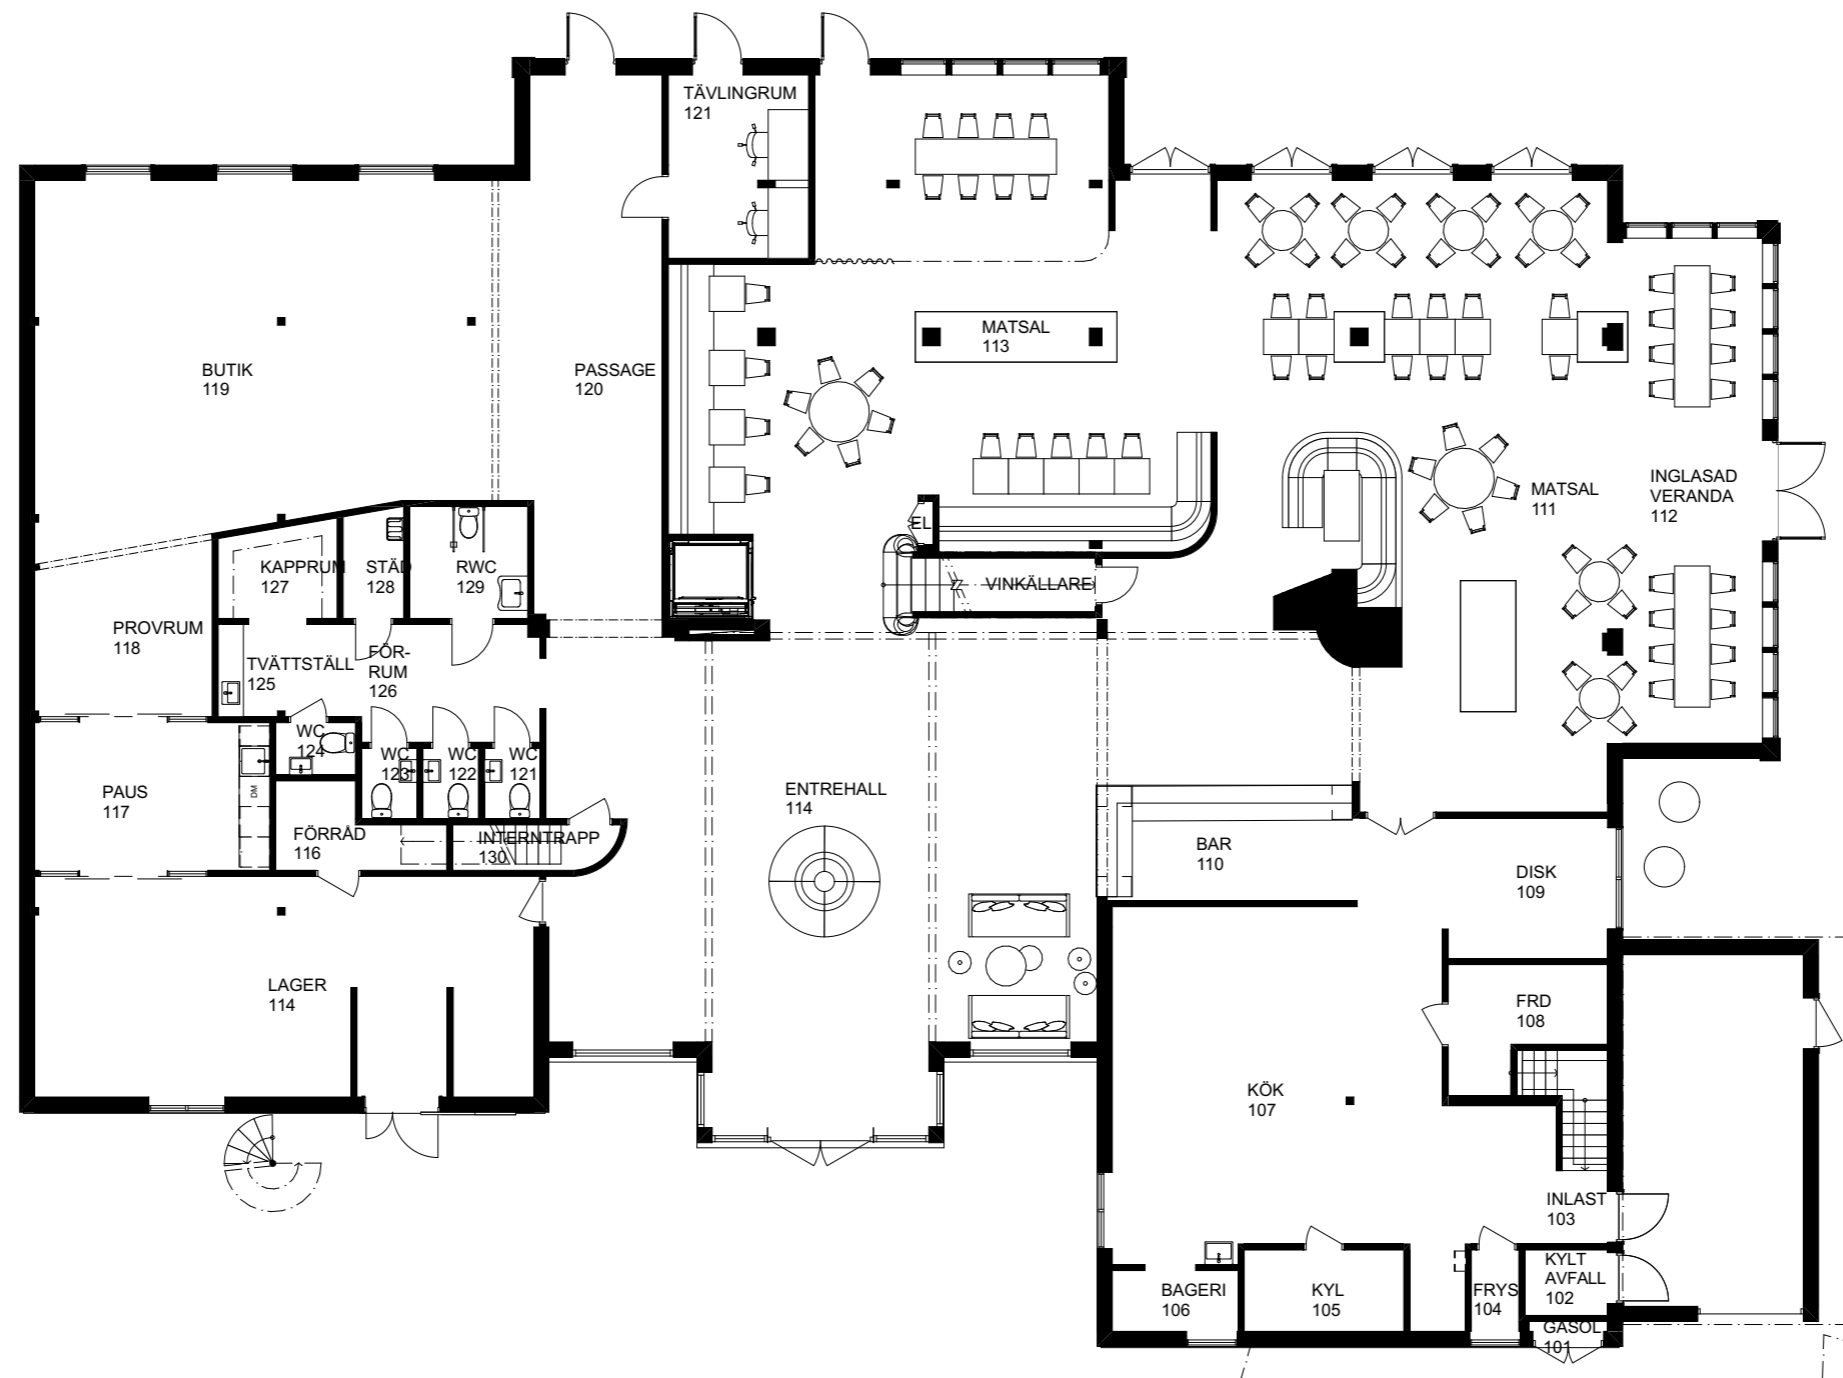 TÄVLINGRUM
121
MATSAL
113
BUTIK
119
PASSAGE
120
INGLASAD
VERANDA
112
MATSAL
111
EL
VINKÄLLARE
KAPPRUM
127
STÄD
128
RWC
129
PROVRUM
118
TVÄTTSTÄLL
125
FÖR-
RUM
126
WC
124
WC
123
WC
122
WC
121
PAUS
117
DM
FÖRRÅD
116
INTERNTRAPP
130
ENTREHALL
114
BAR
110
DISK
109
LAGER
114
FRD
108
KÖK
107
INLAST
103
KYLT
AVFALL
102
BAGERI
106
KYL
105
FRYS
104
GASOL
101